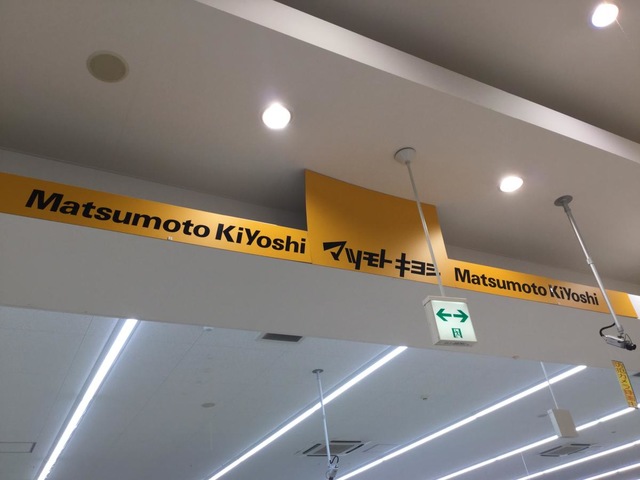 Matsumoto KiYoshi
マツモトキヨシ
Matsumoto KiYoshi